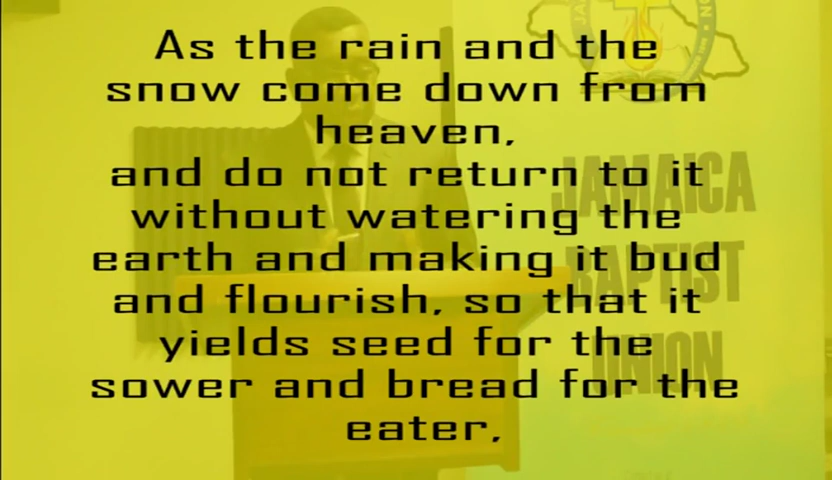 As the rain and the
snow come down from
heaven,
and do not return to it
without watering the
earth and making it bud
and flourish, so that it
yields seed for the
sower and bread for the
eater,
JAMAICA
BAPTIST
UNION